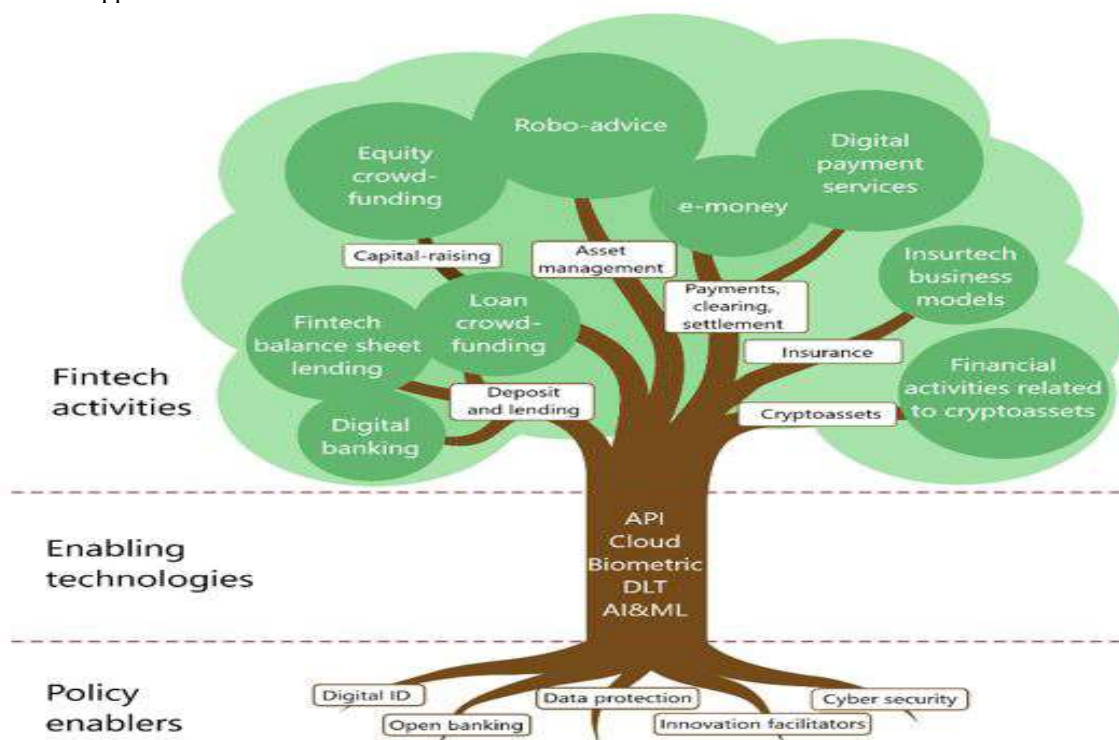 Robo-advice
Equity
crowd-
funding
Digital
payment
services
e-money
Capital-raising
Asset
management
Insurtech
business
models
Payments,
clearing,
settlement
Loan
crowd-
funding
Fintech
balance sheet
lending
Insurance
Financial
activities related
to cryptoassets
Fintech
activities
Deposit
and lending
Cryptoassets
Digital
banking
Enabling
technologies
API
Cloud
Biometric
DLT
AI&ML
Policy
enablers
Digital ID
Data protection
Cyber security
Open banking
Innovation facilitators